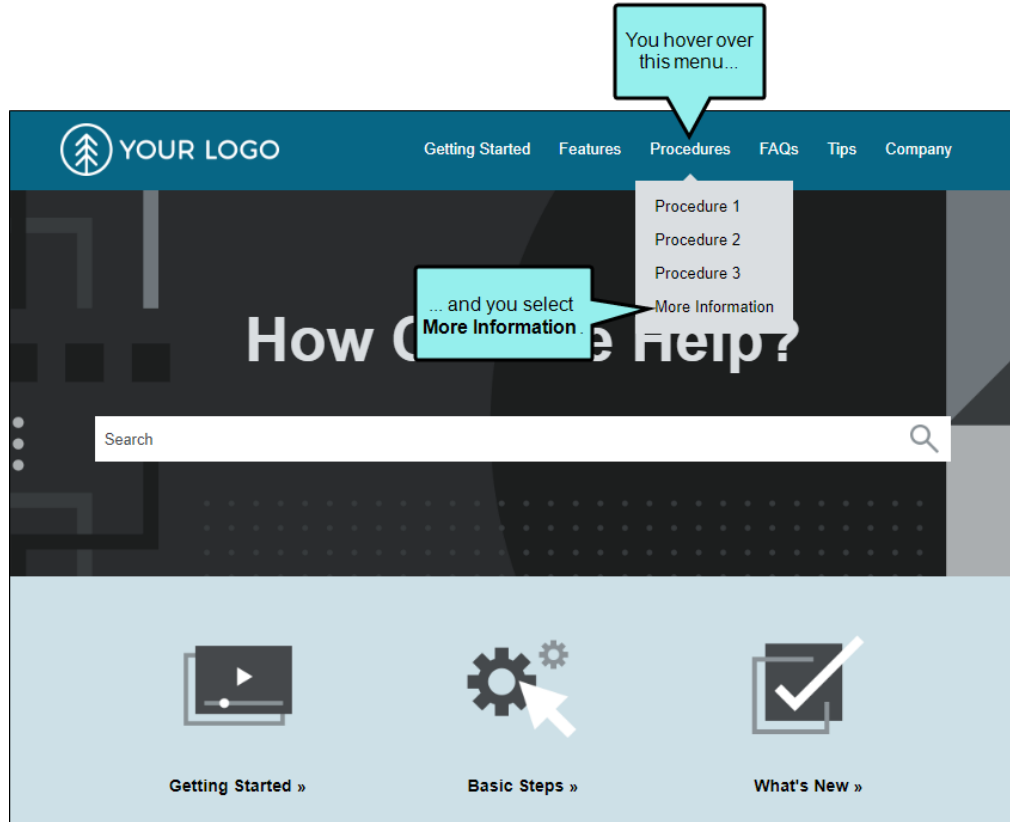 You hover over
this menu...
YOUR LOGO
Getting Started Features Procedures FAQs Tips Company
Procedure 1
Procedure 2
Procedure 3
More Information
... and you select
More Information .
How Help?
Search
Getting Started » Basic Steps » What's New »